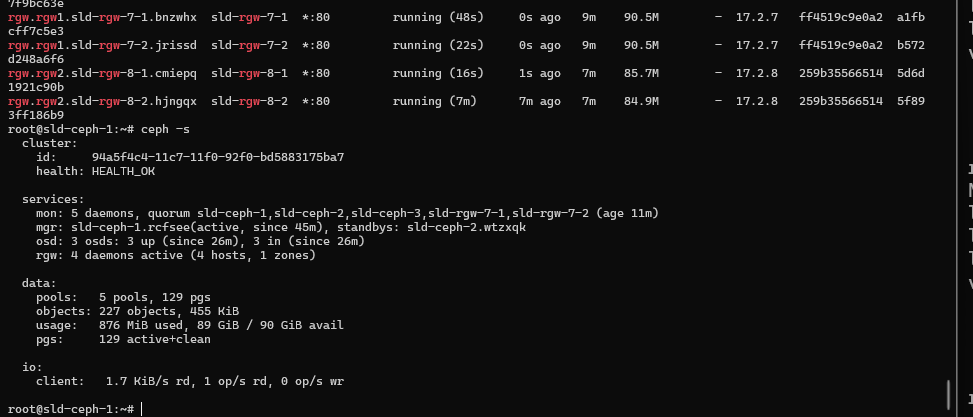 7f9bc63e
rgw.rgw1.sld-rgw-7-1.bnzwhx  sld-rgw-7-1  *:80         running (48s)     0s ago   9m    90.5M        -  17.2.7   ff4519c9e0a2  a1fb
cff7c5e3
rgw.rgw1.sld-rgw-7-2.jrissd  sld-rgw-7-2  *:80         running (22s)     0s ago   9m    90.5M        -  17.2.7   ff4519c9e0a2  b572
d248a6f6
rgw.rgw2.sld-rgw-8-1.cmiepq  sld-rgw-8-1  *:80         running (16s)     1s ago   7m    85.7M        -  17.2.8   259b35566514  5d6d
1921c90b
rgw.rgw2.sld-rgw-8-2.hjngqx  sld-rgw-8-2  *:80         running (7m)      7m ago   7m    84.9M        -  17.2.8   259b35566514  5f89
3ff186b9
root@sld-ceph-1:~# ceph -s
  cluster:
    id:     94a5f4c4-11c7-11f0-92f0-bd5883175ba7
    health: HEALTH_OK

  services:
    mon: 5 daemons, quorum sld-ceph-1,sld-ceph-2,sld-ceph-3,sld-rgw-7-1,sld-rgw-7-2 (age 11m)
    mgr: sld-ceph-1.rcfsee(active, since 45m), standbys: sld-ceph-2.wtzxqk
    osd: 3 osds: 3 up (since 26m), 3 in (since 26m)
    rgw: 4 daemons active (4 hosts, 1 zones)

  data:
    pools:   5 pools, 129 pgs
    objects: 227 objects, 455 KiB
    usage:   876 MiB used, 89 GiB / 90 GiB avail
    pgs:     129 active+clean

  io:
    client:   1.7 KiB/s rd, 1 op/s rd, 0 op/s wr

root@sld-ceph-1:~#